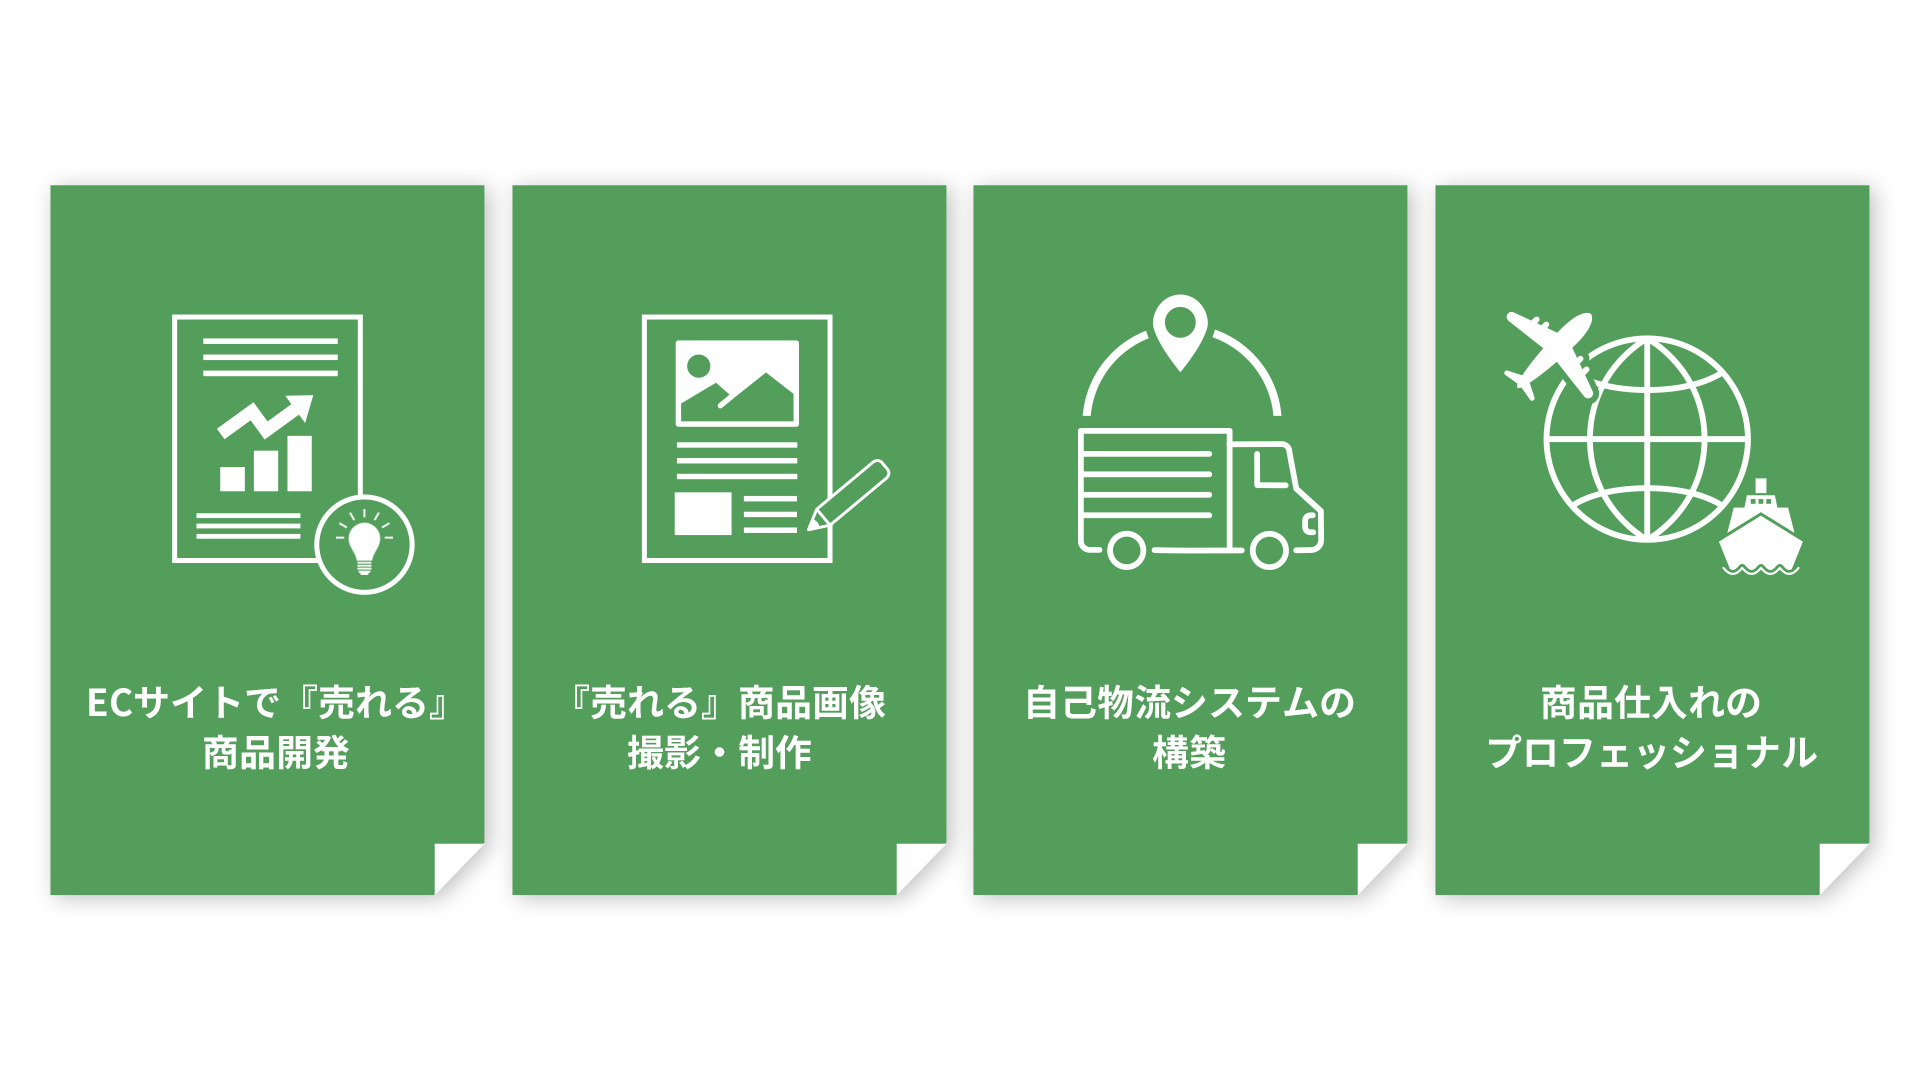 ECサイトで『売れる』
商品開発
『売れる』商品画像
撮影・制作
自己物流システムの
構築
商品仕入れの
プロフェッショナル